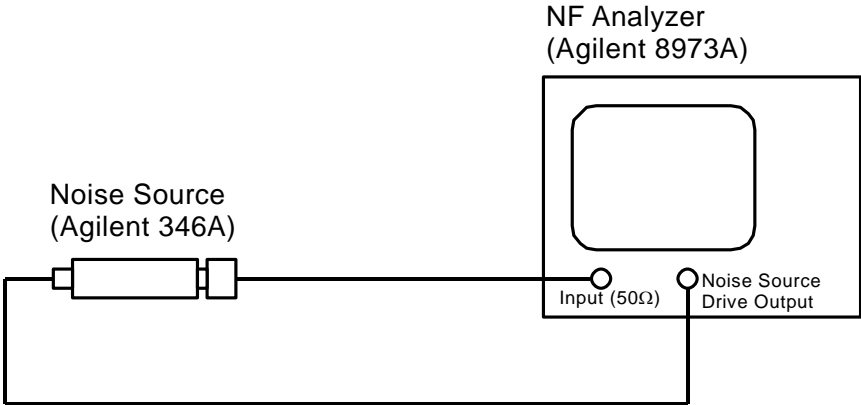 NF Analyzer
(Agilent 8973A)
Noise Source
(Agilent 346A)
Input (50Ω)
Noise Source
Drive Output